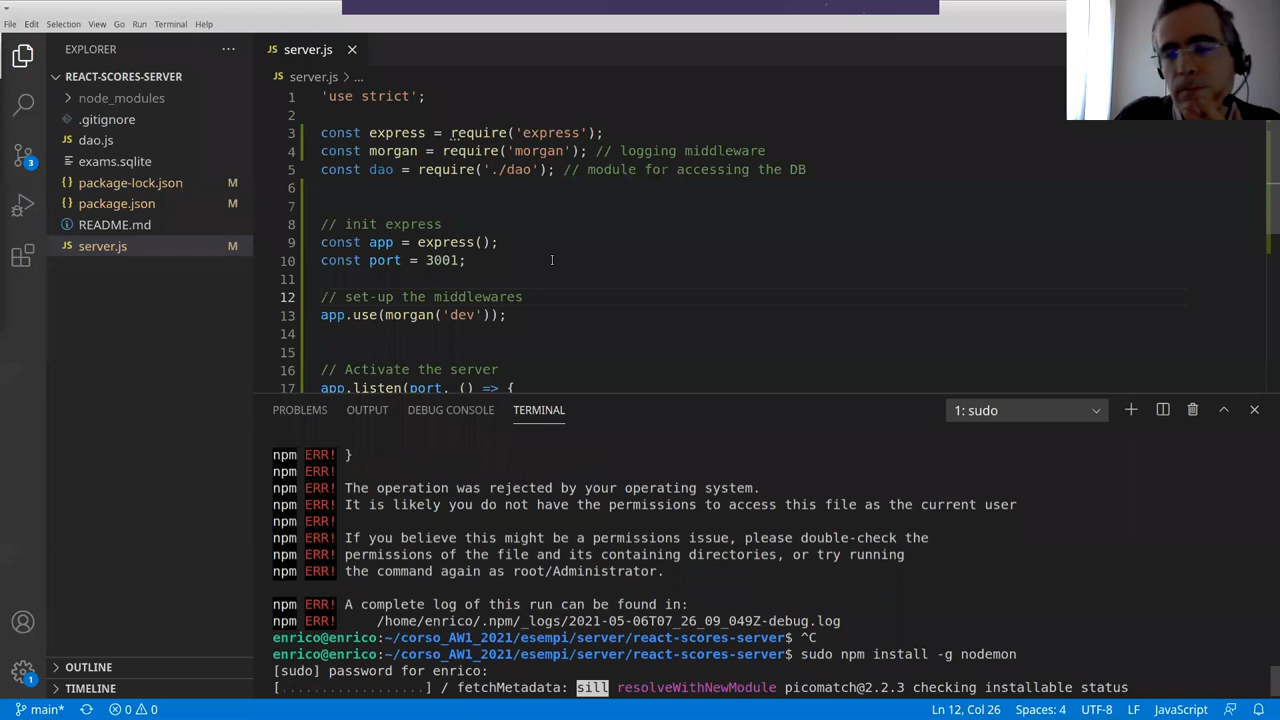 File Edit Selection View Go Run Terminal Help
EXPLORER
REACT-SCORES-SERVER
node_modules
.gitignore
dao.js
exams.sqlite
package-lock.json M
package.json M
README.md
server.js M
OUTLINE
TIMELINE
3
1
JS server.js
JS server.js > ...
1 'use strict';
2
3 const express = require('express');
4 const morgan = require('morgan'); // logging middleware
5 const dao = require('./dao'); // module for accessing the DB
6
7
8 // init express
9 const app = express();
10 const port = 3001;
11
12 // set-up the middlewares
13 app.use(morgan('dev'));
14
15
16 // Activate the server
17 app.listen(port, () => {
PROBLEMS OUTPUT DEBUG CONSOLE TERMINAL 1: sudo
npm ERR! }
npm ERR!
npm ERR! The operation was rejected by your operating system.
npm ERR! It is likely you do not have the permissions to access this file as the current user
npm ERR!
npm ERR! If you believe this might be a permissions issue, please double-check the
npm ERR! permissions of the file and its containing directories, or try running
npm ERR! the command again as root/Administrator.
npm ERR! A complete log of this run can be found in:
npm ERR! /home/enrico/.npm/_logs/2021-05-06T07_26_09_049Z-debug.log
enrico@enrico:~/corso_AW1_2021/esempi/server/react-scores-server$ ^C
enrico@enrico:~/corso_AW1_2021/esempi/server/react-scores-server$ sudo npm install -g nodemon
[sudo] password for enrico:
[..................] / fetchMetadata: sill resolveWithNewModule picomatch@2.2.3 checking installable status
main* 0 0 Ln 12, Col 26 Spaces: 4 UTF-8 LF JavaScript